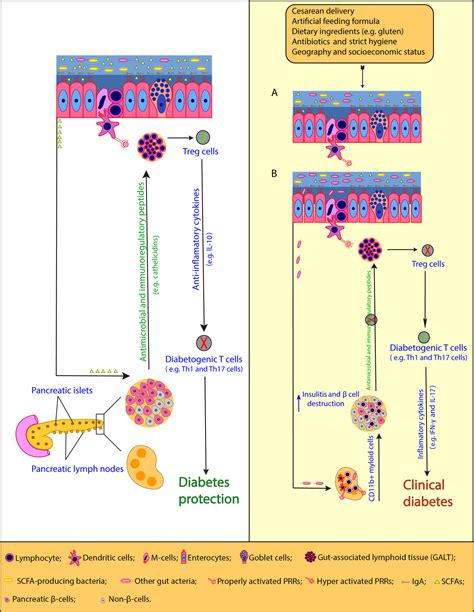 Cesarean delivery
Artificial feeding formula
Dietary ingredients (e.g. gluten)
Antibiotics and strict hygiene
Geography and socioeconomic status
A
B
Treg cells
Antimicrobial and immunoregulatory peptides
(e.g. cathelicidins)
Anti-inflamatory cytokines
(e.g. IL-10)
Diabetogenic T cells
(e.g. Th1 and Th17 cells)
Pancreatic islets
Pancreatic lymph nodes
Diabetes
protection
Treg cells
Antimicrobial and immunoregulatory peptides
Diabetogenic T cells
(e.g. Th1 and Th17 cells)
Insulitis and β cell
destruction
CD11b+ myloid cells
Inflamatory cytokines
(e.g. IFN-γ and IL-17)
Clinical
diabetes
Lymphocyte; Dendritic cells; M-cells; Enterocytes; Goblet cells; Gut-associated lymphoid tissue (GALT);
SCFA-producing bacteria; Other gut acteria; Properly activated PRRs; Hyper activated PRRs; IgA; SCFAs;
Pancreatic β-cells; Non-β-cells.